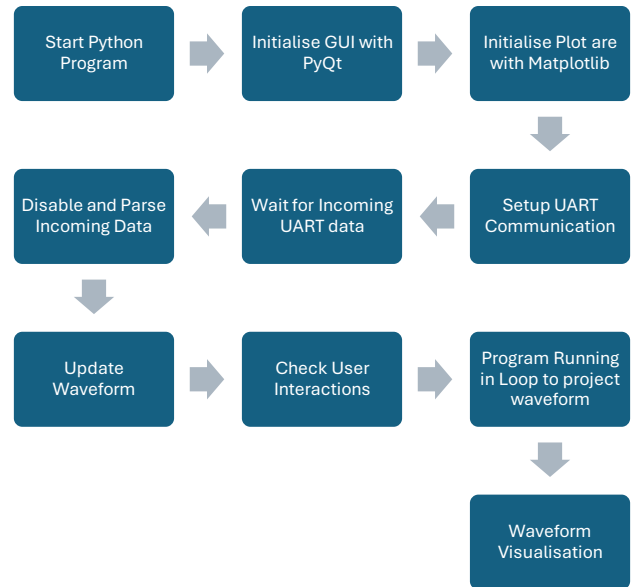 Start Python
Program
Initialise GUI with
PyQt
Initialise Plot are
with Matplotlib
Setup UART
Communication
Wait for Incoming
UART data
Disable and Parse
Incoming Data
Update
Waveform
Check User
Interactions
Program Running
in Loop to project
waveform
Waveform
Visualisation